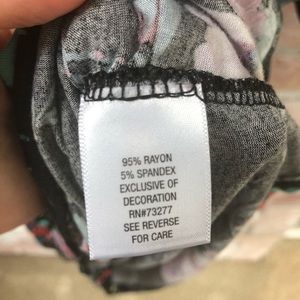 95% RAYON
5% SPANDEX
EXCLUSIVE OF
DECORATION
RN#73277
SEE REVERSE
FOR CARE